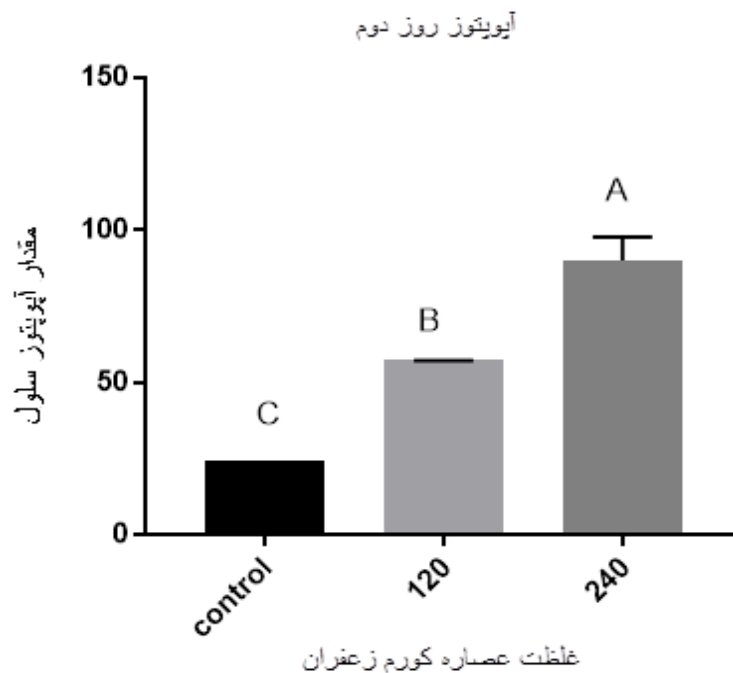 آپوپتوز روز دوم
150
100
50
0
مقدار آپوپتوز سلول
A
B
C
control
120
240
غلظت عصاره کورم زعفران